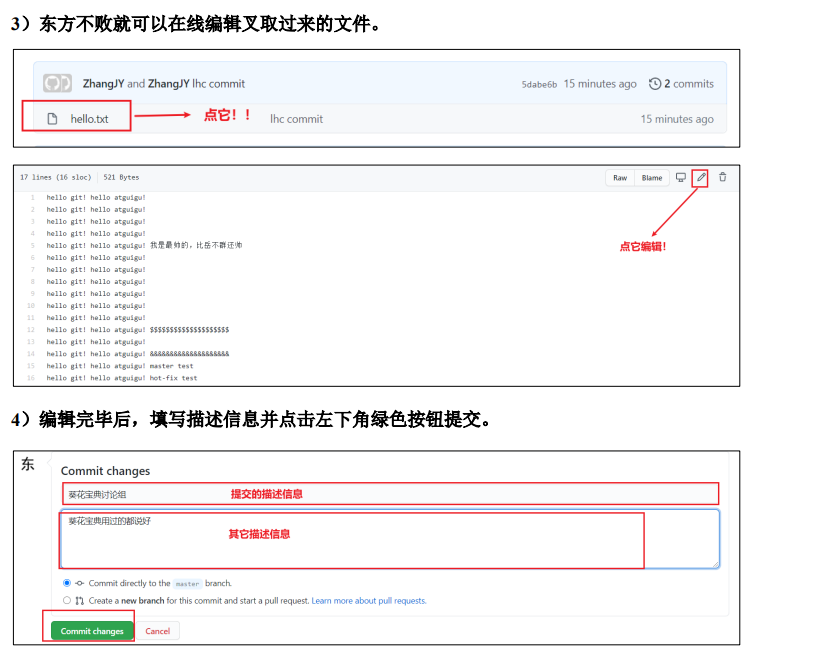 3）东方不败就可以在线编辑叉取过来的文件。
ZhangJY and ZhangJY lhc commit 5dabe6b 15 minutes ago 2 commits
hello.txt 点它！！ lhc commit 15 minutes ago
17 lines (16 sloc) 521 Bytes Raw Blame
1 hello git! hello atguigu!
2 hello git! hello atguigu!
3 hello git! hello atguigu!
4 hello git! hello atguigu!
5 hello git! hello atguigu! 我是最帅的，比岳不群还帅
点它编辑！
6 hello git! hello atguigu!
7 hello git! hello atguigu!
8 hello git! hello atguigu!
9 hello git! hello atguigu!
10 hello git! hello atguigu!
11 hello git! hello atguigu!
12 hello git! hello atguigu! $$$$$$$$$$$$$$$$$$$$
13 hello git! hello atguigu!
14 hello git! hello atguigu! &&&&&&&&&&&&&&&&&&&&
15 hello git! hello atguigu! master test
16 hello git! hello atguigu! hot-fix test
4）编辑完毕后，填写描述信息并点击左下角绿色按钮提交。
东
Commit changes
葵花宝典讨论组 提交的描述信息
葵花宝典用过的都说好
其它描述信息
Commit directly to the master branch.
Create a new branch for this commit and start a pull request. Learn more about pull requests.
Commit changes Cancel